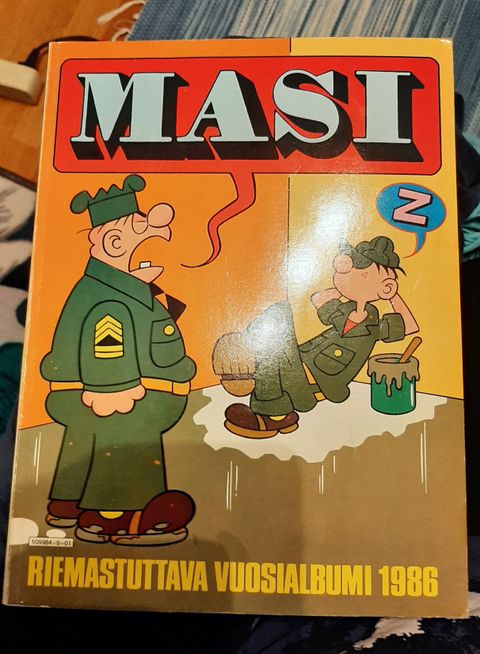 MASI
Z
509984-5-01
RIEMASTUTTAVA VUOSIALBUMI 1986